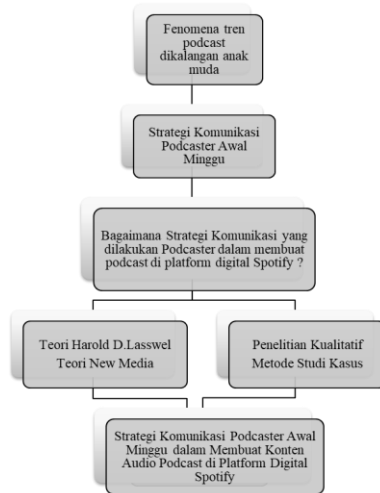 Fenomena tren
podcast
dikalangan anak
muda
Strategi Komunikasi
Podcaster Awal
Minggu
Bagaimana Strategi Komunikasi yang
dilakukan Podcaster dalam membuat
podcast di platform digital Spotify ?
Teori Harold D.Lasswel
Teori New Media
Penelitian Kualitatif
Metode Studi Kasus
Strategi Komunikasi Podcaster Awal
Minggu dalam Membuat Konten
Audio Podcast di Platform Digital
Spotify